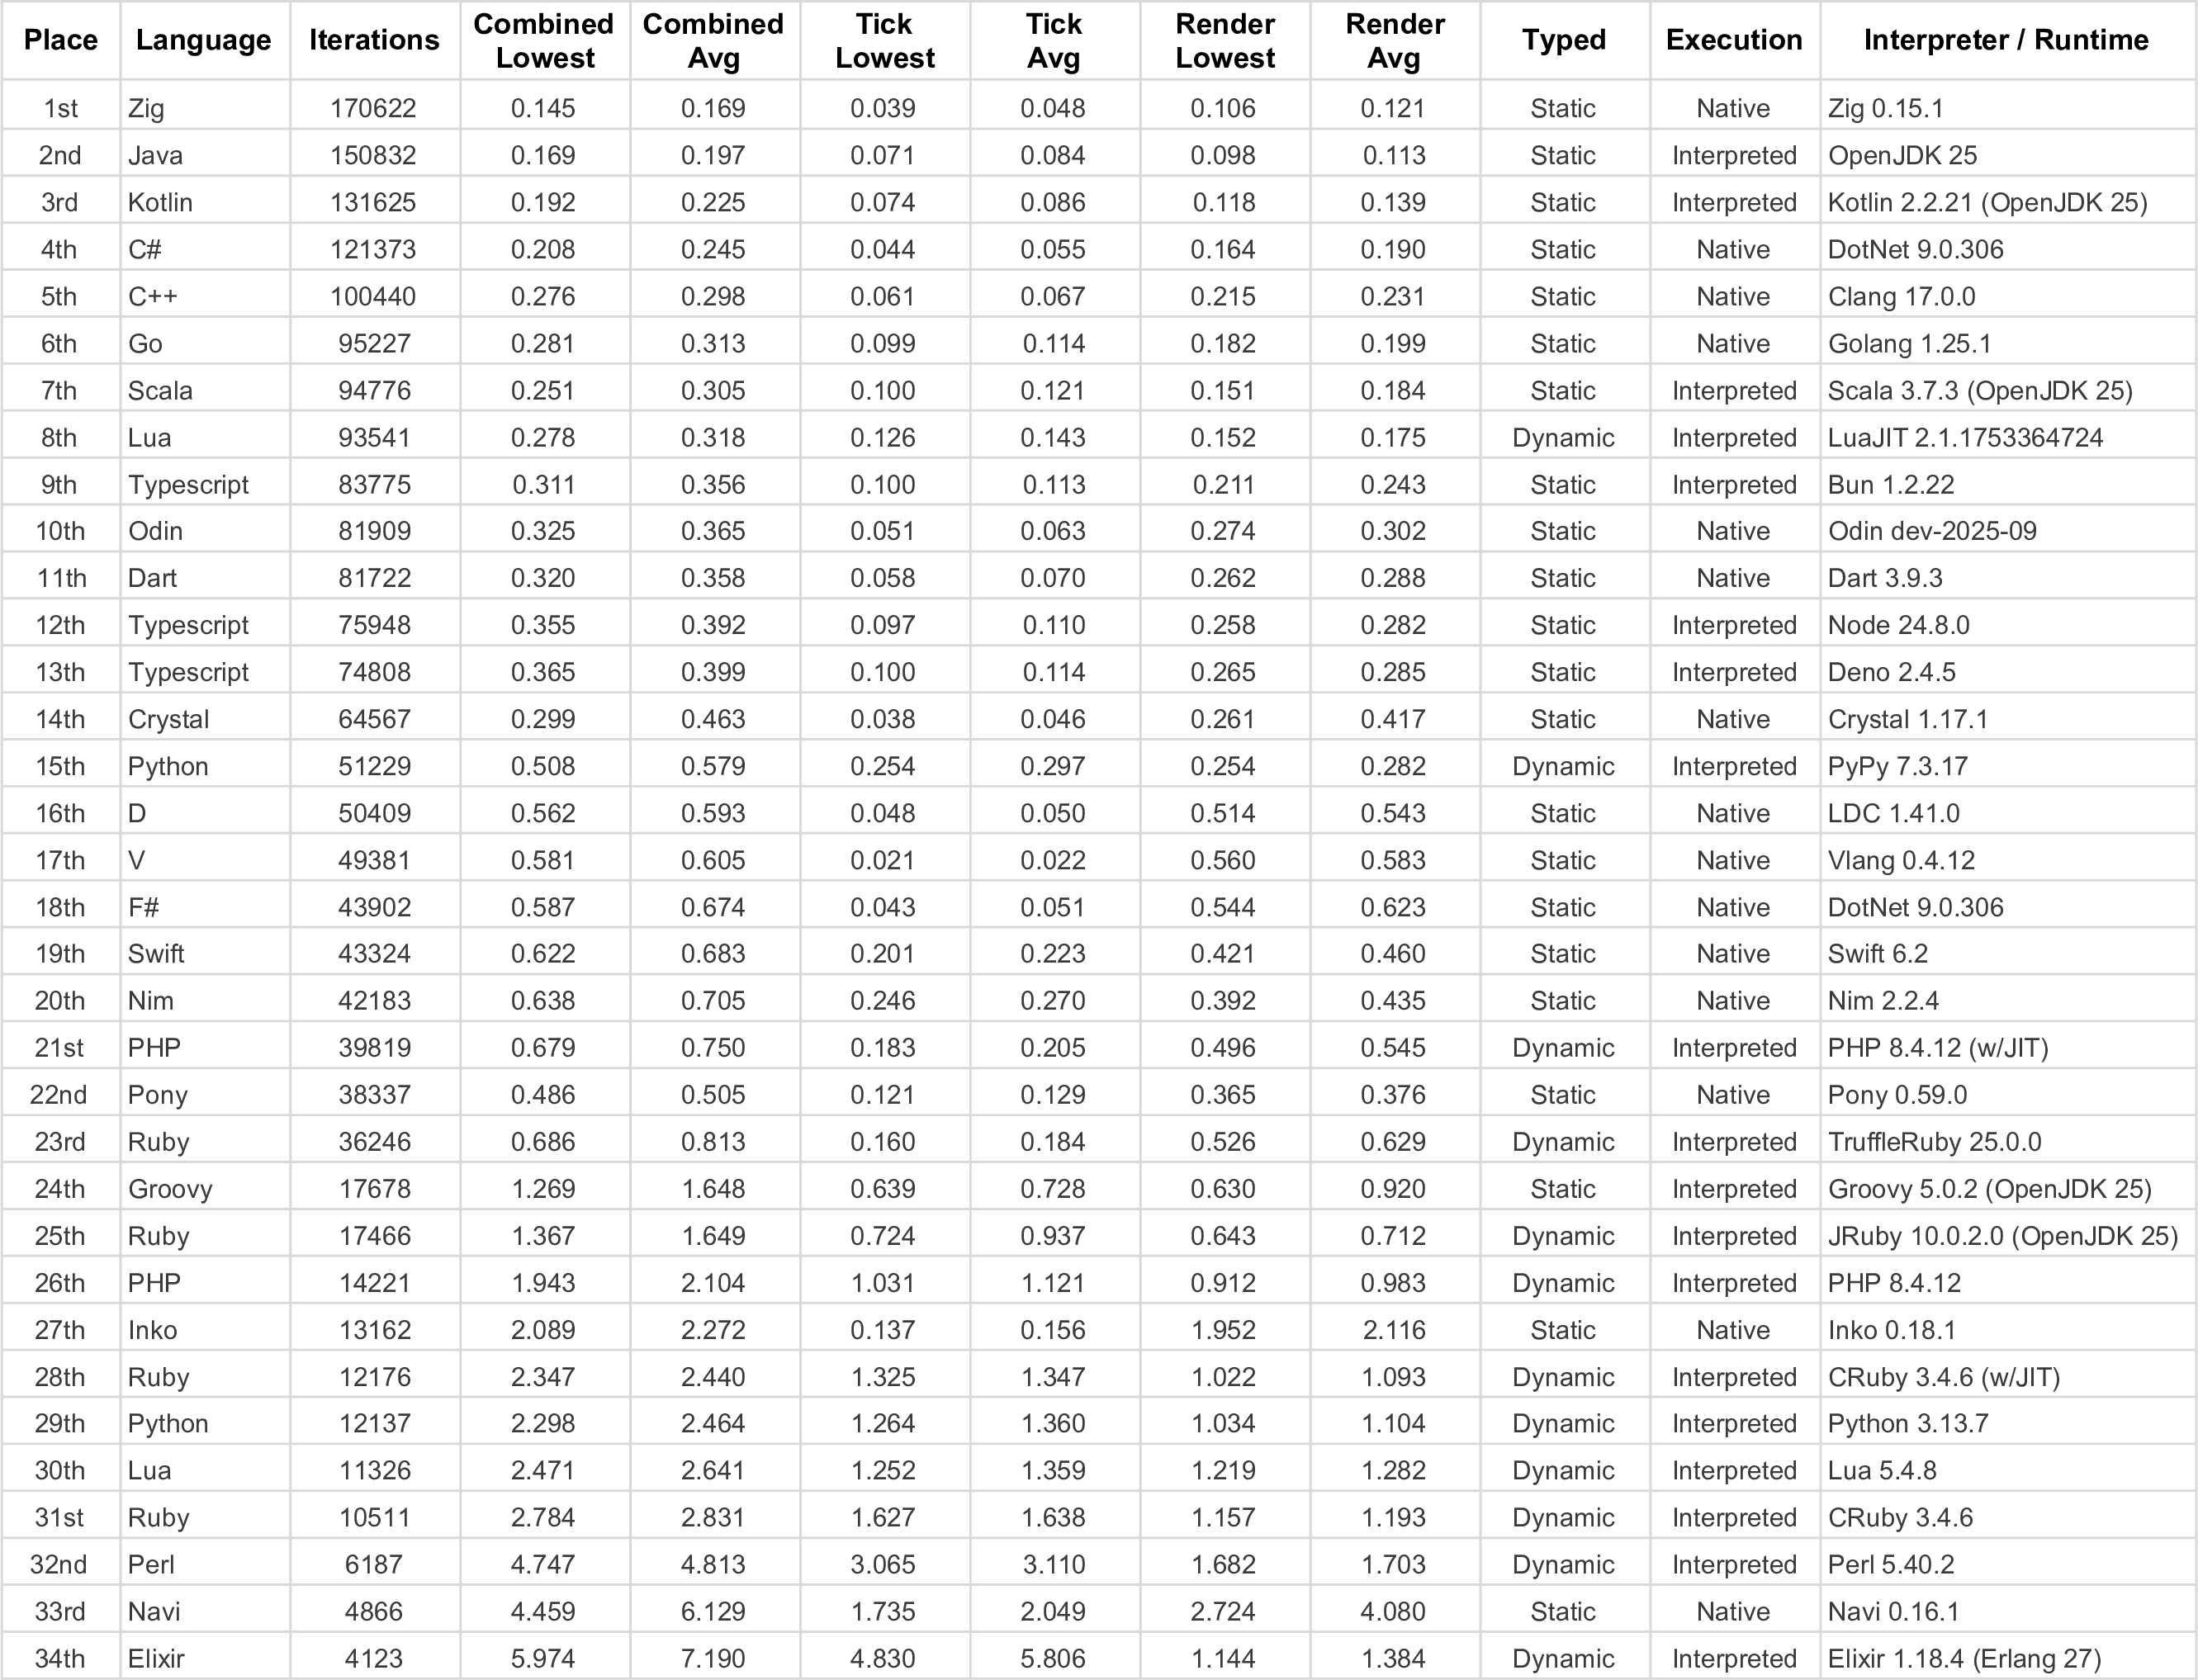 Place Language Iterations Combined Lowest Combined Avg Tick Lowest Tick Avg Render Lowest Render Avg Typed Execution Interpreter / Runtime
1st Zig 170622 0.145 0.169 0.039 0.048 0.106 0.121 Static Native Zig 0.15.1
2nd Java 150832 0.169 0.197 0.071 0.084 0.098 0.113 Static Interpreted OpenJDK 25
3rd Kotlin 131625 0.192 0.225 0.074 0.086 0.118 0.139 Static Interpreted Kotlin 2.2.21 (OpenJDK 25)
4th C# 121373 0.208 0.245 0.044 0.055 0.164 0.190 Static Native DotNet 9.0.306
5th C++ 100440 0.276 0.298 0.061 0.067 0.215 0.231 Static Native Clang 17.0.0
6th Go 95227 0.281 0.313 0.099 0.114 0.182 0.199 Static Native Golang 1.25.1
7th Scala 94776 0.251 0.305 0.100 0.121 0.151 0.184 Static Interpreted Scala 3.7.3 (OpenJDK 25)
8th Lua 93541 0.278 0.318 0.126 0.143 0.152 0.175 Dynamic Interpreted LuaJIT 2.1.1753364724
9th Typescript 83775 0.311 0.356 0.100 0.113 0.211 0.243 Static Interpreted Bun 1.2.22
10th Odin 81909 0.325 0.365 0.051 0.063 0.274 0.302 Static Native Odin dev-2025-09
11th Dart 81722 0.320 0.358 0.058 0.070 0.262 0.288 Static Native Dart 3.9.3
12th Typescript 75948 0.355 0.392 0.097 0.110 0.258 0.282 Static Interpreted Node 24.8.0
13th Typescript 74808 0.365 0.399 0.100 0.114 0.265 0.285 Static Interpreted Deno 2.4.5
14th Crystal 64567 0.299 0.463 0.038 0.046 0.261 0.417 Static Native Crystal 1.17.1
15th Python 51229 0.508 0.579 0.254 0.297 0.254 0.282 Dynamic Interpreted PyPy 7.3.17
16th D 50409 0.562 0.593 0.048 0.050 0.514 0.543 Static Native LDC 1.41.0
17th V 49381 0.581 0.605 0.021 0.022 0.560 0.583 Static Native Vlang 0.4.12
18th F# 43902 0.587 0.674 0.043 0.051 0.544 0.623 Static Native DotNet 9.0.306
19th Swift 43324 0.622 0.683 0.201 0.223 0.421 0.460 Static Native Swift 6.2
20th Nim 42183 0.638 0.705 0.246 0.270 0.392 0.435 Static Native Nim 2.2.4
21st PHP 39819 0.679 0.750 0.183 0.205 0.496 0.545 Dynamic Interpreted PHP 8.4.12 (w/JIT)
22nd Pony 38337 0.486 0.505 0.121 0.129 0.365 0.376 Static Native Pony 0.59.0
23rd Ruby 36246 0.686 0.813 0.160 0.184 0.526 0.629 Dynamic Interpreted TruffleRuby 25.0.0
24th Groovy 17678 1.269 1.648 0.639 0.728 0.630 0.920 Static Interpreted Groovy 5.0.2 (OpenJDK 25)
25th Ruby 17466 1.367 1.649 0.724 0.937 0.643 0.712 Dynamic Interpreted JRuby 10.0.2.0 (OpenJDK 25)
26th PHP 14221 1.943 2.104 1.031 1.121 0.912 0.983 Dynamic Interpreted PHP 8.4.12
27th Inko 13162 2.089 2.272 0.137 0.156 1.952 2.116 Static Native Inko 0.18.1
28th Ruby 12176 2.347 2.440 1.325 1.347 1.022 1.093 Dynamic Interpreted CRuby 3.4.6 (w/JIT)
29th Python 12137 2.298 2.464 1.264 1.360 1.034 1.104 Dynamic Interpreted Python 3.13.7
30th Lua 11326 2.471 2.641 1.252 1.359 1.219 1.282 Dynamic Interpreted Lua 5.4.8
31st Ruby 10511 2.784 2.831 1.627 1.638 1.157 1.193 Dynamic Interpreted CRuby 3.4.6
32nd Perl 6187 4.747 4.813 3.065 3.110 1.682 1.703 Dynamic Interpreted Perl 5.40.2
33rd Navi 4866 4.459 6.129 1.735 2.049 2.724 4.080 Static Native Navi 0.16.1
34th Elixir 4123 5.974 7.190 4.830 5.806 1.144 1.384 Dynamic Interpreted Elixir 1.18.4 (Erlang 27)